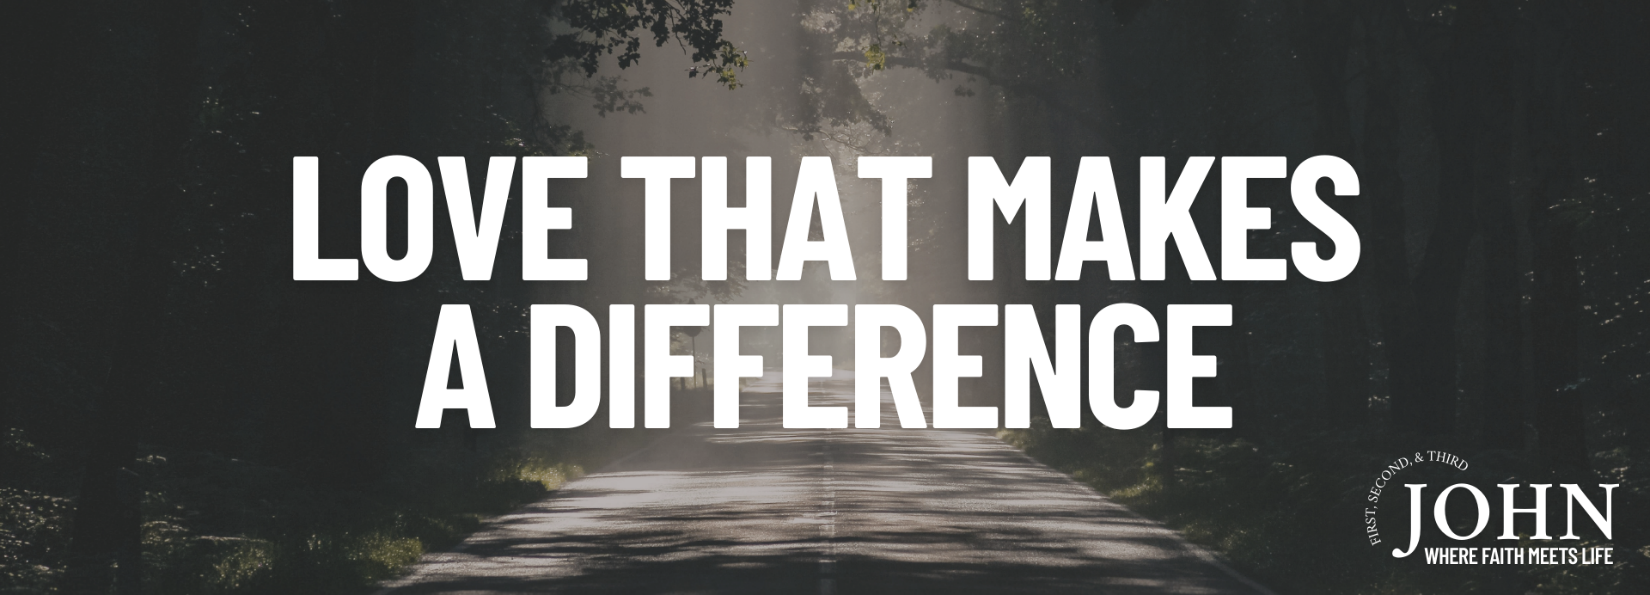 LOVE THAT MAKES
A DIFFERENCE
FIRST, SECOND, & THIRD
JOHN
WHERE FAITH MEETS LIFE